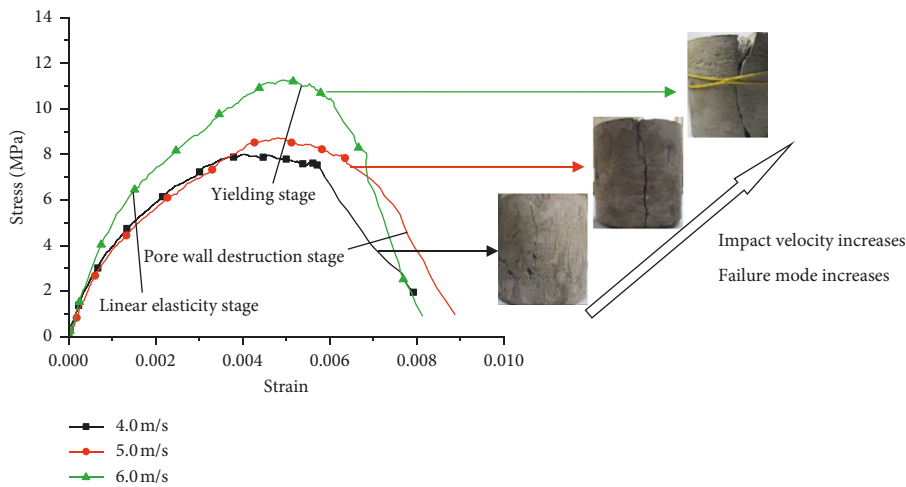 14
12
10
8
6
4
2
0
Stress (MPa)
Yielding stage
Pore wall destruction stage
Linear elasticity stage
Impact velocity increases
Failure mode increases
0.000
0.002
0.004
0.006
0.008
0.010
Strain
4.0 m/s
5.0 m/s
6.0 m/s